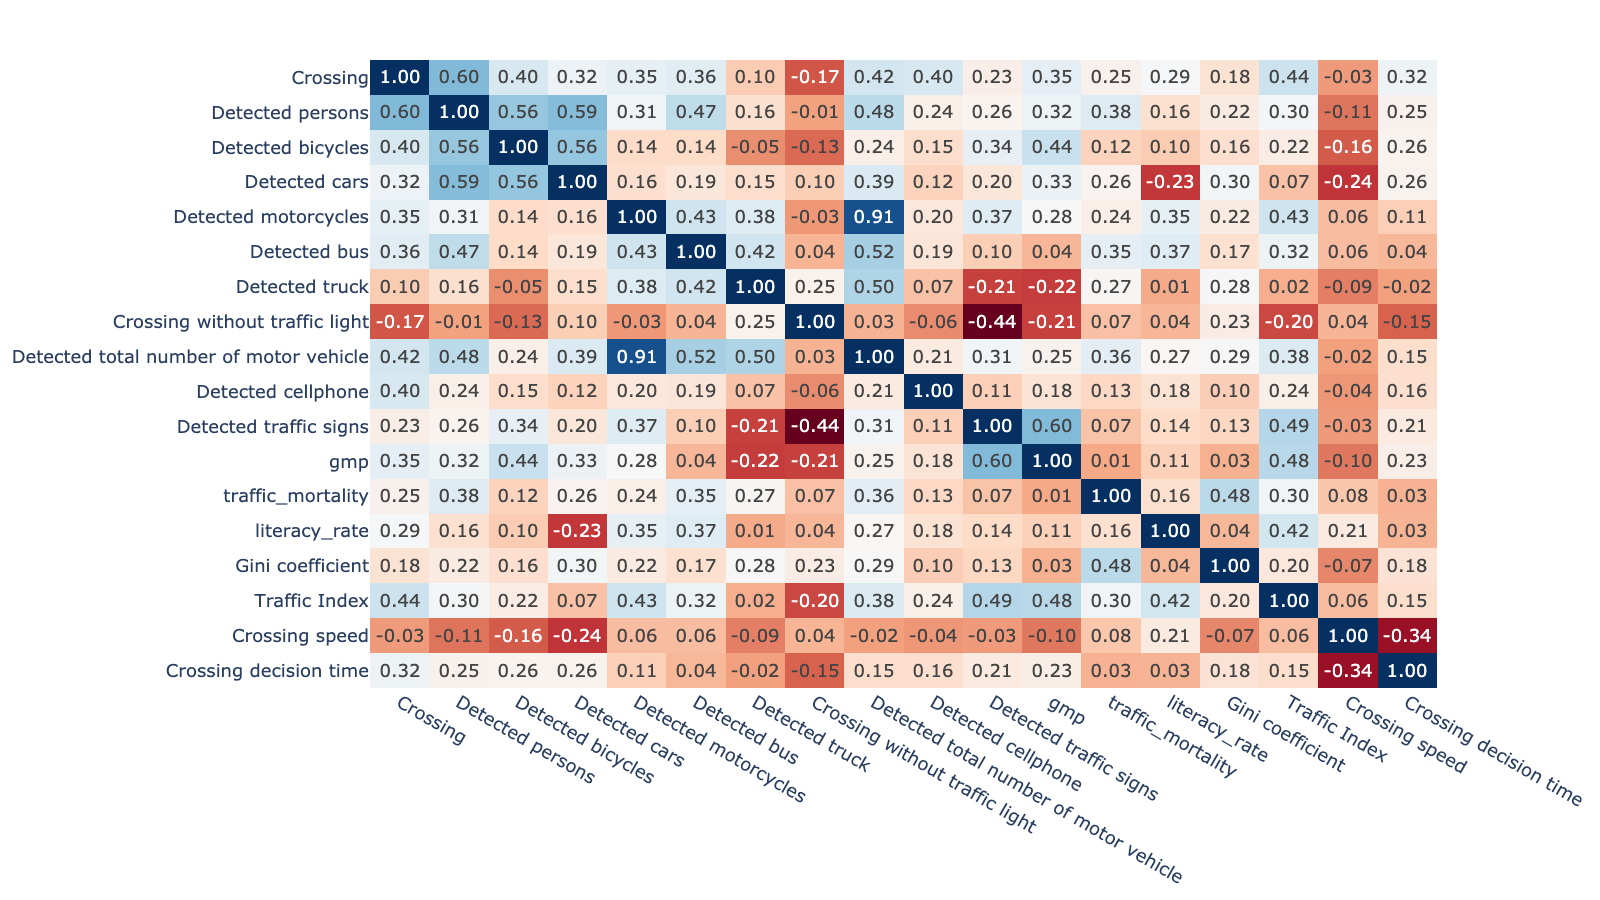 Crossing 1.00 0.60 0.40 0.32 0.35 0.36 0.10 -0.17 0.42 0.40 0.23 0.35 0.25 0.29 0.18 0.44 -0.03 0.32
Detected persons 0.60 1.00 0.56 0.59 0.31 0.47 0.16 -0.01 0.48 0.24 0.26 0.32 0.38 0.16 0.22 0.30 -0.11 0.25
Detected bicycles 0.40 0.56 1.00 0.56 0.14 0.14 -0.05 -0.13 0.24 0.15 0.34 0.44 0.12 0.10 0.16 0.22 -0.16 0.26
Detected cars 0.32 0.59 0.56 1.00 0.16 0.19 0.15 0.10 0.39 0.12 0.20 0.33 0.26 -0.23 0.30 0.07 -0.24 0.26
Detected motorcycles 0.35 0.31 0.14 0.16 1.00 0.43 0.38 -0.03 0.91 0.20 0.37 0.28 0.24 0.35 0.22 0.43 0.06 0.11
Detected bus 0.36 0.47 0.14 0.19 0.43 1.00 0.42 0.04 0.52 0.19 0.10 0.04 0.35 0.37 0.17 0.32 0.06 0.04
Detected truck 0.10 0.16 -0.05 0.15 0.38 0.42 1.00 0.25 0.50 0.07 -0.21 -0.22 0.27 0.01 0.28 0.02 -0.09 -0.02
Crossing without traffic light -0.17 -0.01 -0.13 0.10 -0.03 0.04 0.25 1.00 0.03 -0.06 -0.44 -0.21 0.07 0.04 0.23 -0.20 0.04 -0.15
Detected total number of motor vehicle 0.42 0.48 0.24 0.39 0.91 0.52 0.50 0.03 1.00 0.21 0.31 0.25 0.36 0.27 0.29 0.38 -0.02 0.15
Detected cellphone 0.40 0.24 0.15 0.12 0.20 0.19 0.07 -0.06 0.21 1.00 0.11 0.18 0.13 0.18 0.10 0.24 -0.04 0.16
Detected traffic signs 0.23 0.26 0.34 0.20 0.37 0.10 -0.21 -0.44 0.31 0.11 1.00 0.60 0.07 0.14 0.13 0.49 -0.03 0.21
gmp 0.35 0.32 0.44 0.33 0.28 0.04 -0.22 -0.21 0.25 0.18 0.60 1.00 0.01 0.11 0.03 0.48 -0.10 0.23
traffic_mortality 0.25 0.38 0.12 0.26 0.24 0.35 0.27 0.07 0.36 0.13 0.07 0.01 1.00 0.16 0.48 0.30 0.08 0.03
literacy_rate 0.29 0.16 0.10 -0.23 0.35 0.37 0.01 0.04 0.27 0.18 0.14 0.11 0.16 1.00 0.04 0.42 0.21 0.03
Gini coefficient 0.18 0.22 0.16 0.30 0.22 0.17 0.28 0.23 0.29 0.10 0.13 0.03 0.48 0.04 1.00 0.20 -0.07 0.18
Traffic Index 0.44 0.30 0.22 0.07 0.43 0.32 0.02 -0.20 0.38 0.24 0.49 0.48 0.30 0.42 0.20 1.00 0.06 0.15
Crossing speed -0.03 -0.11 -0.16 -0.24 0.06 0.06 -0.09 0.04 -0.02 -0.04 -0.03 -0.10 0.08 0.21 -0.07 0.06 1.00 -0.34
Crossing decision time 0.32 0.25 0.26 0.26 0.11 0.04 -0.02 -0.15 0.15 0.16 0.21 0.23 0.03 0.03 0.18 0.15 -0.34 1.00
Crossing
Detected persons
Detected bicycles
Detected cars
Detected motorcycles
Detected bus
Detected truck
Crossing without traffic light
Detected total number of motor vehicle
Detected cellphone
Detected traffic signs
gmp
traffic_mortality
literacy_rate
Gini coefficient
Traffic Index
Crossing speed
Crossing decision time